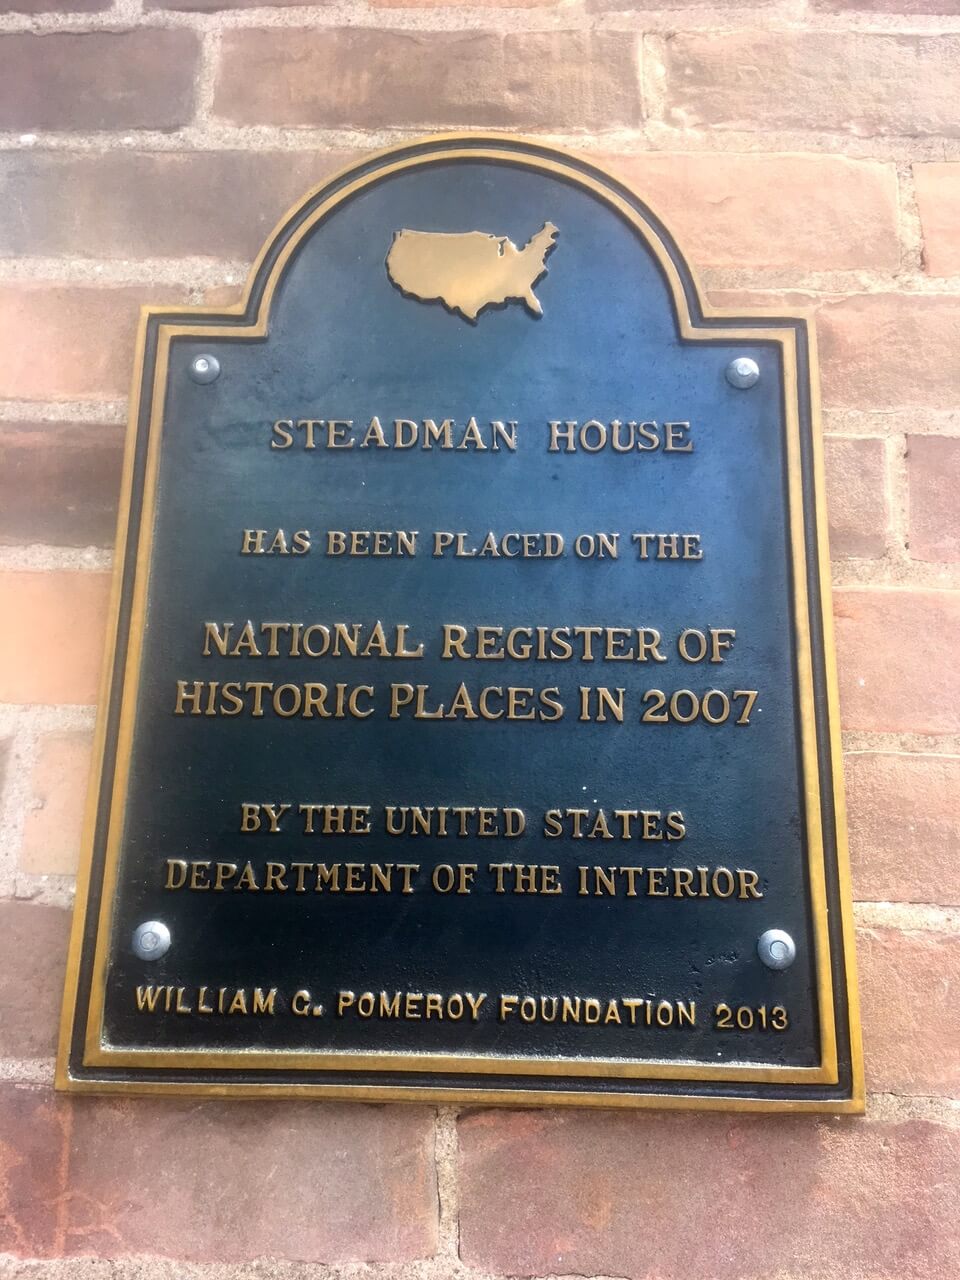 STEADMAN HOUSE
HAS BEEN PLACED ON THE
NATIONAL REGISTER OF
HISTORIC PLACES IN 2007
BY THE UNITED STATES
DEPARTMENT OF THE INTERIOR
WILLIAM G. POMEROY FOUNDATION 2013